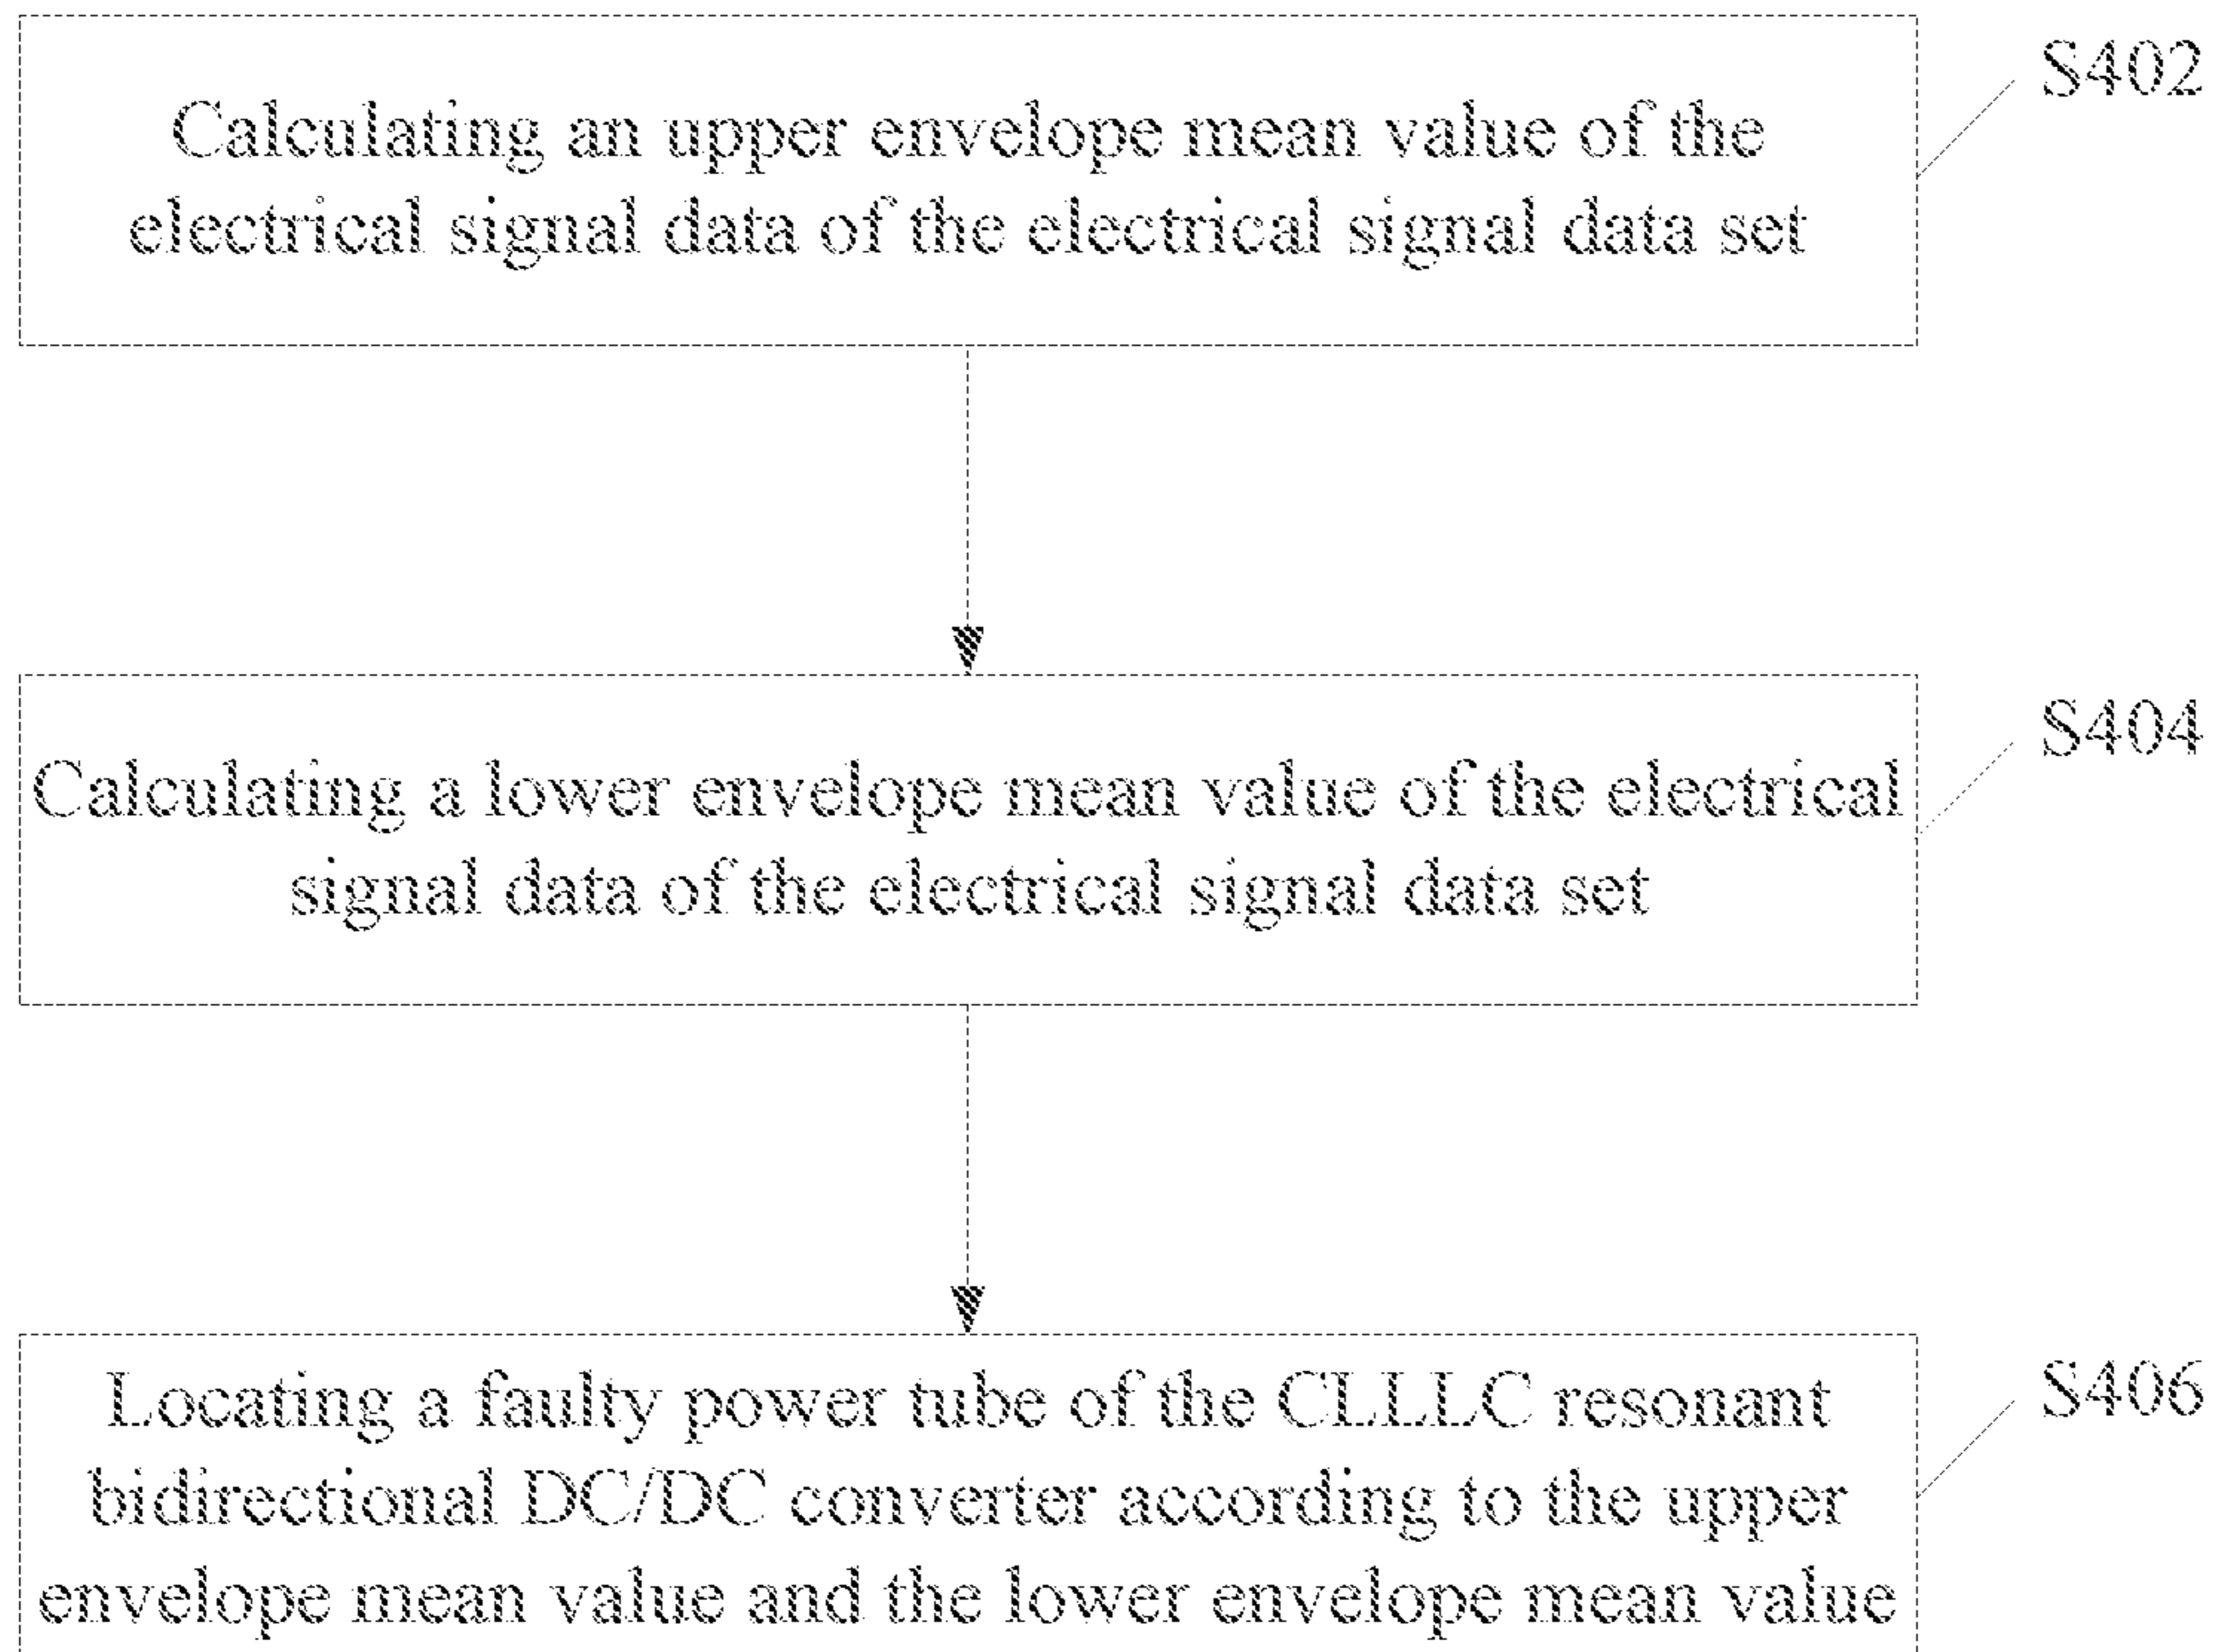 S402
Calculating an upper envelope mean value of the
electrical signal data of the electrical signal data set
S404
Calculating a lower envelope mean value of the electrical
signal data of the electrical signal data set
S406
Locating a faulty power tube of the CLLLC resonant
bidirectional DC/DC converter according to the upper
envelope mean value and the lower envelope mean value